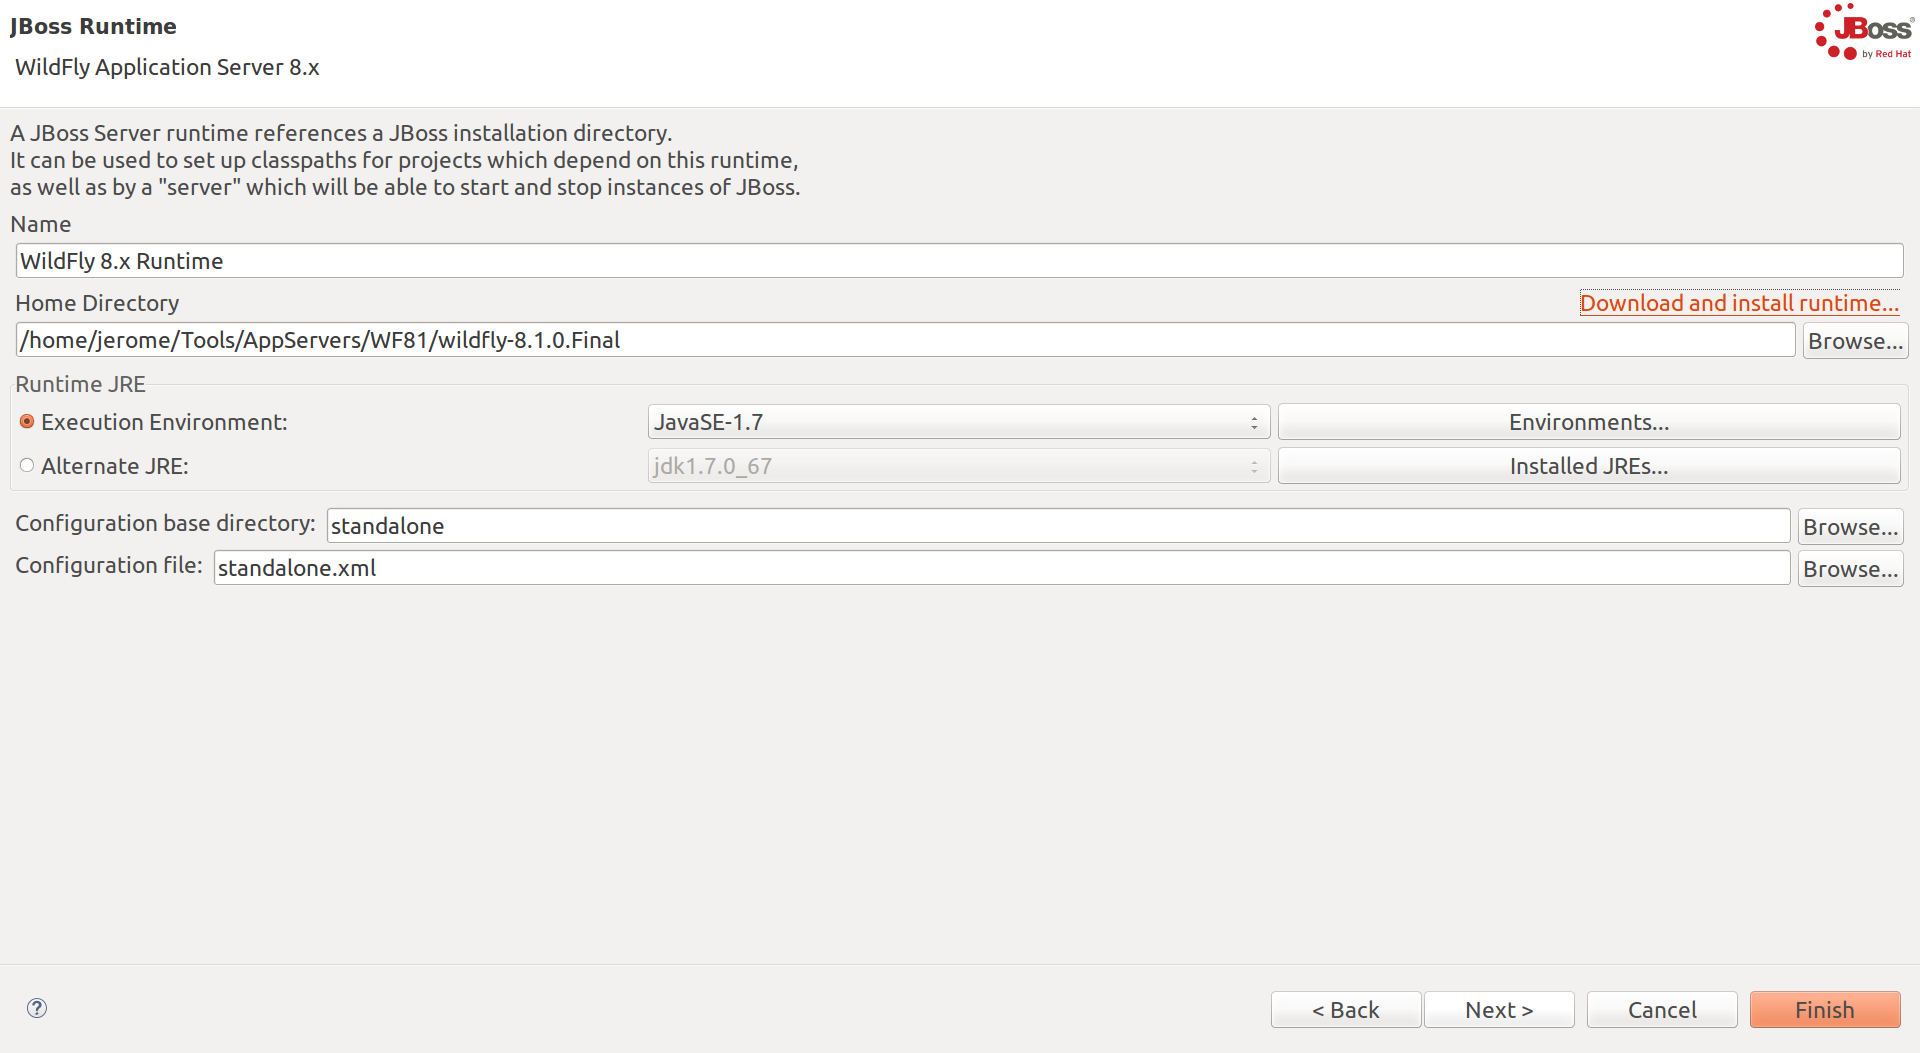 JBoss Runtime
WildFly Application Server 8.x
JBoss®
by Red Hat
A JBoss Server runtime references a JBoss installation directory.
It can be used to set up classpaths for projects which depend on this runtime,
as well as by a "server" which will be able to start and stop instances of JBoss.
Name
WildFly 8.x Runtime
Home Directory Download and install runtime...
/home/jerome/Tools/AppServers/WF81/wildfly-8.1.0.Final Browse...
Runtime JRE
Execution Environment: JavaSE-1.7 Environments...
Alternate JRE: jdk1.7.0_67 Installed JREs...
Configuration base directory: standalone Browse...
Configuration file: standalone.xml Browse...
? < Back Next > Cancel Finish